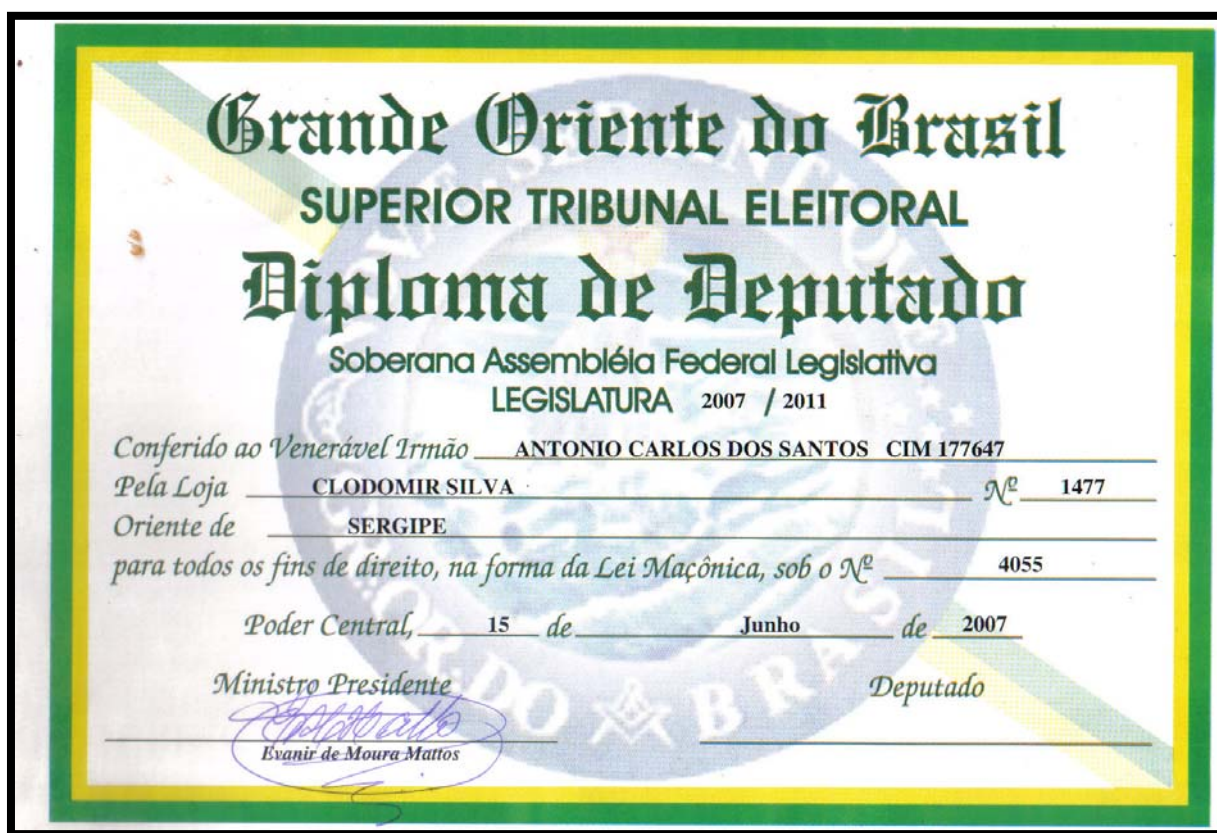 Grande Oriente do Brasil
SUPERIOR TRIBUNAL ELEITORAL
Diploma de Deputado
Soberana Assembléia Federal Legislativa
LEGISLATURA 2007 / 2011
Conferido ao Venerável Irmão ANTONIO CARLOS DOS SANTOS CIM 177647
Pela Loja CLODOMIR SILVA Nº 1477
Oriente de SERGIPE
para todos os fins de direito, na forma da Lei Maçônica, sob o Nº 4055
Poder Central, 15 de Junho de 2007
Ministro Presidente Deputado
Evanir de Moura Mattos
DO BRASIL